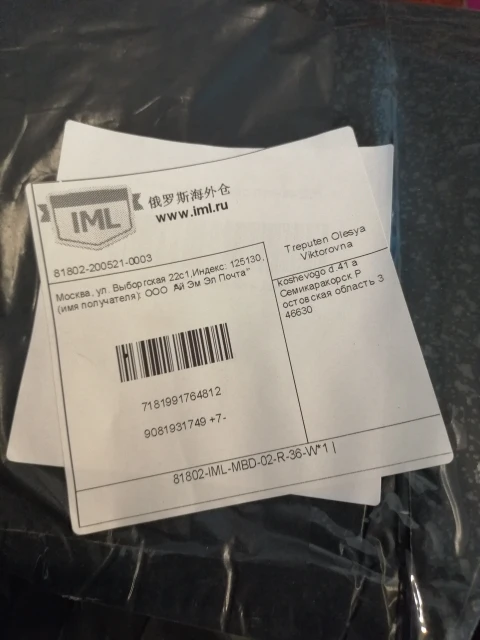 IML
俄罗斯海外仓
www.iml.ru
81802-200521-0003
Москва, ул. Выборгская 22с1,Индекс: 125130,
(имя получателя): ООО "Ай Эм Эл Почта"
7181991764812
9081931749 +7-
Treputen Olesya
Viktorovna
koshevogo d.41 a
Семикаракорск Р
остовская область 3
46630
81802-IML-MBD-02-R-36-W*1 |